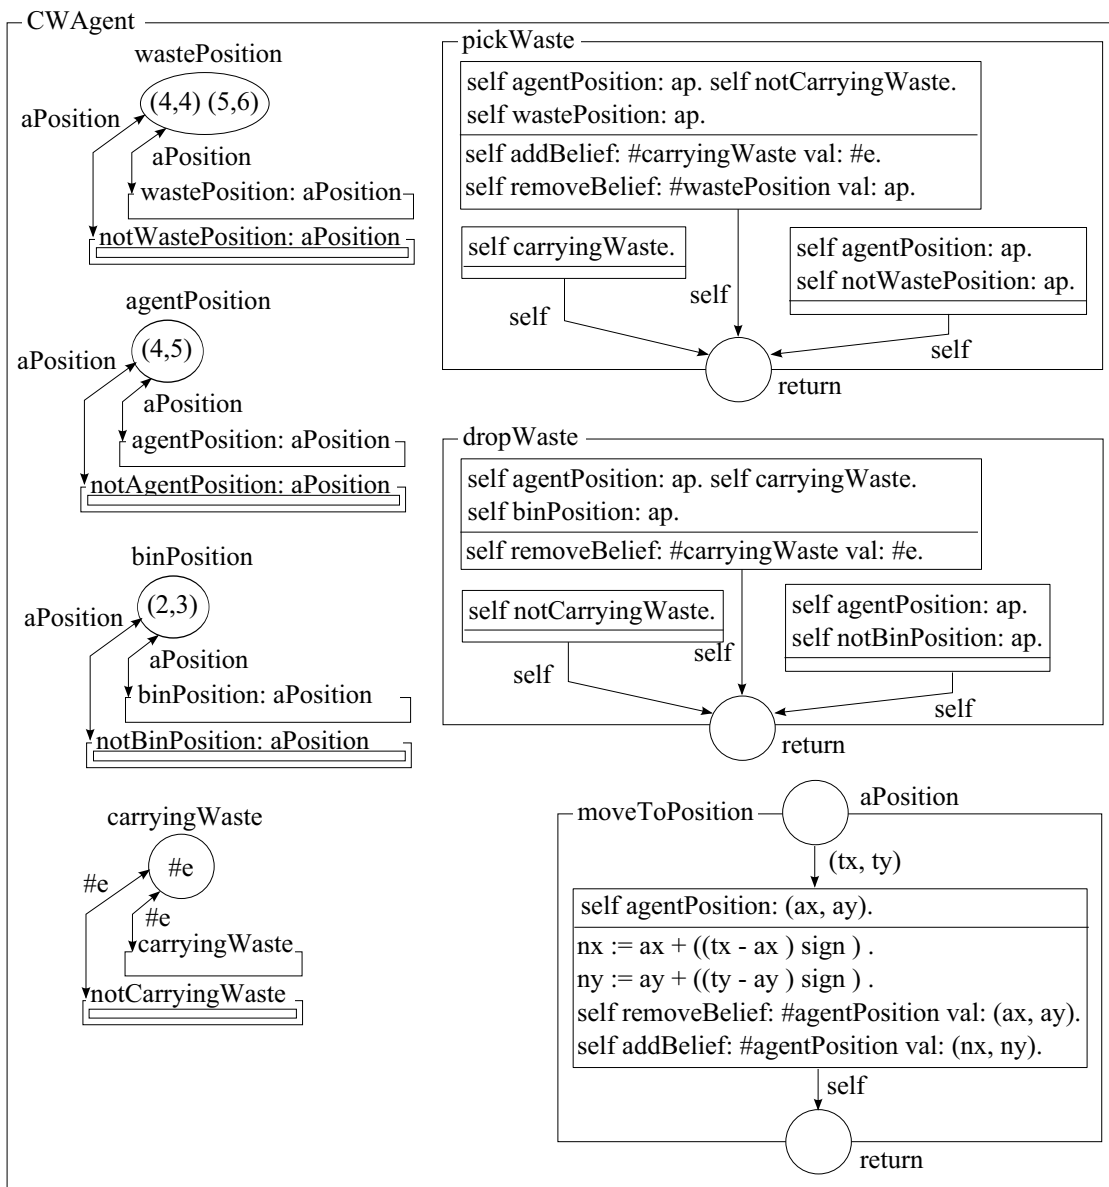 CWAgent
wastePosition
(4,4) (5,6)
aPosition
aPosition
wastePosition: aPosition
notWastePosition: aPosition
agentPosition
(4,5)
aPosition
aPosition
agentPosition: aPosition
notAgentPosition: aPosition
binPosition
(2,3)
aPosition
aPosition
binPosition: aPosition
notBinPosition: aPosition
carryingWaste
#e
#e
#e
carryingWaste
notCarryingWaste
pickWaste
self agentPosition: ap. self notCarryingWaste.
self wastePosition: ap.
self addBelief: #carryingWaste val: #e.
self removeBelief: #wastePosition val: ap.
self carryingWaste.
self agentPosition: ap.
self notWastePosition: ap.
self
self
self
return
dropWaste
self agentPosition: ap. self carryingWaste.
self binPosition: ap.
self removeBelief: #carryingWaste val: #e.
self notCarryingWaste.
self agentPosition: ap.
self notBinPosition: ap.
self
self
self
return
aPosition
moveToPosition
(tx, ty)
self agentPosition: (ax, ay).
nx := ax + ((tx - ax ) sign ) .
ny := ay + ((ty - ay ) sign ) .
self removeBelief: #agentPosition val: (ax, ay).
self addBelief: #agentPosition val: (nx, ny).
self
return